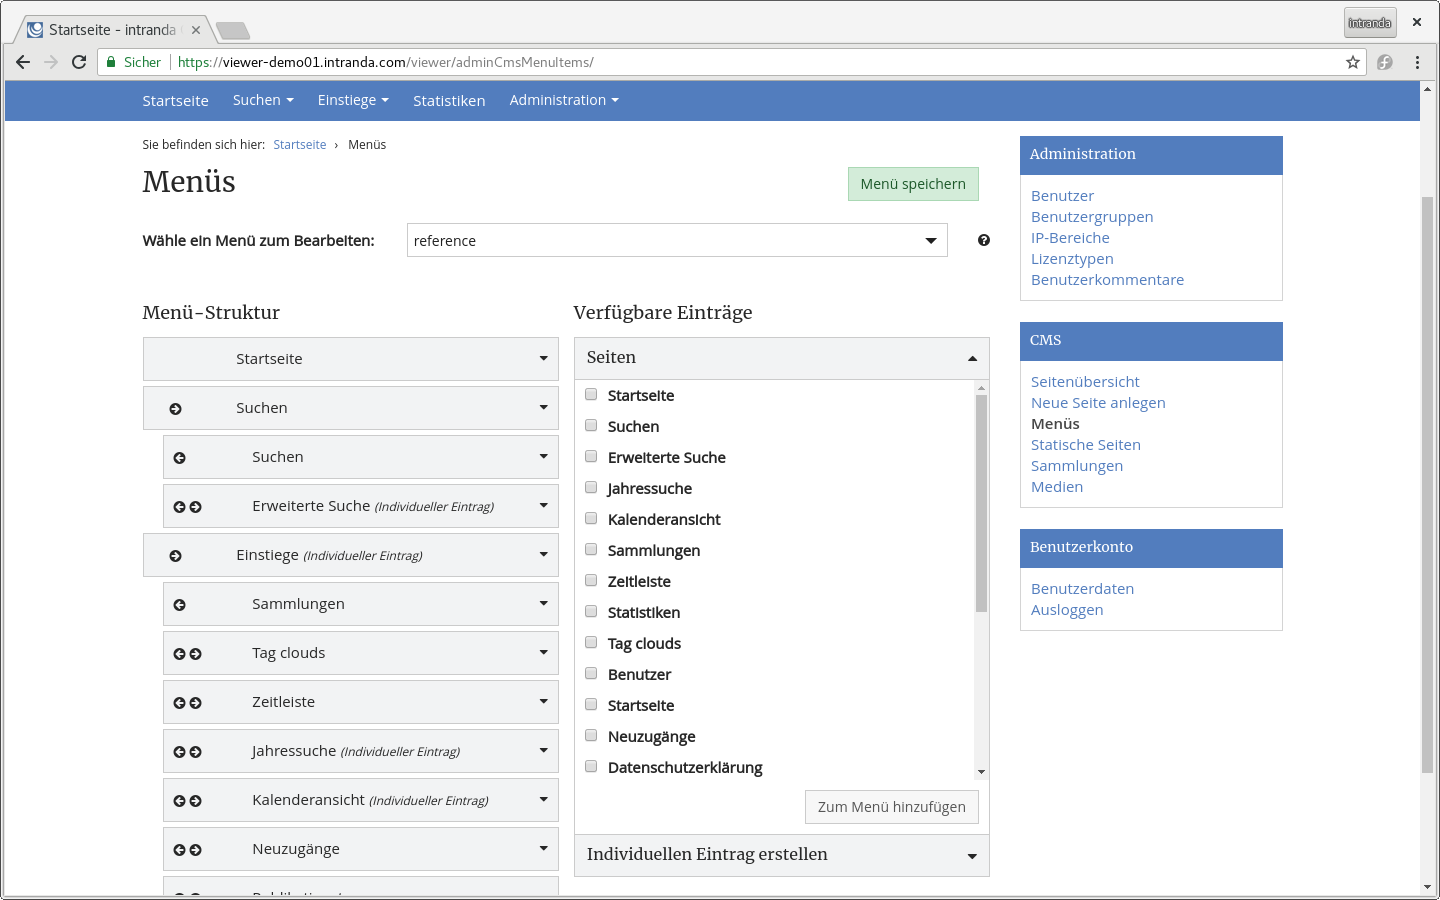 Startseite - intranda
intranda
Sicher
https://viewer-demo01.intranda.com/viewer/adminCmsMenuItems/
Startseite
Suchen
Einstiege
Statistiken
Administration
Sie befinden sich hier: Startseite › Menüs
Menüs
Menü speichern
Wähle ein Menü zum Bearbeiten:
reference
Menü-Struktur
Startseite
Suchen
Suchen
Erweiterte Suche (Individueller Eintrag)
Einstiege (Individueller Eintrag)
Sammlungen
Tag clouds
Zeitleiste
Jahressuche (Individueller Eintrag)
Kalenderansicht (Individueller Eintrag)
Neuzugänge
Verfügbare Einträge
Seiten
Startseite
Suchen
Erweiterte Suche
Jahressuche
Kalenderansicht
Sammlungen
Zeitleiste
Statistiken
Tag clouds
Benutzer
Startseite
Neuzugänge
Datenschutzerklärung
Zum Menü hinzufügen
Individuellen Eintrag erstellen
Administration
Benutzer
Benutzergruppen
IP-Bereiche
Lizenztypen
Benutzerkommentare
CMS
Seitenübersicht
Neue Seite anlegen
Menüs
Statische Seiten
Sammlungen
Medien
Benutzerkonto
Benutzerdaten
Ausloggen